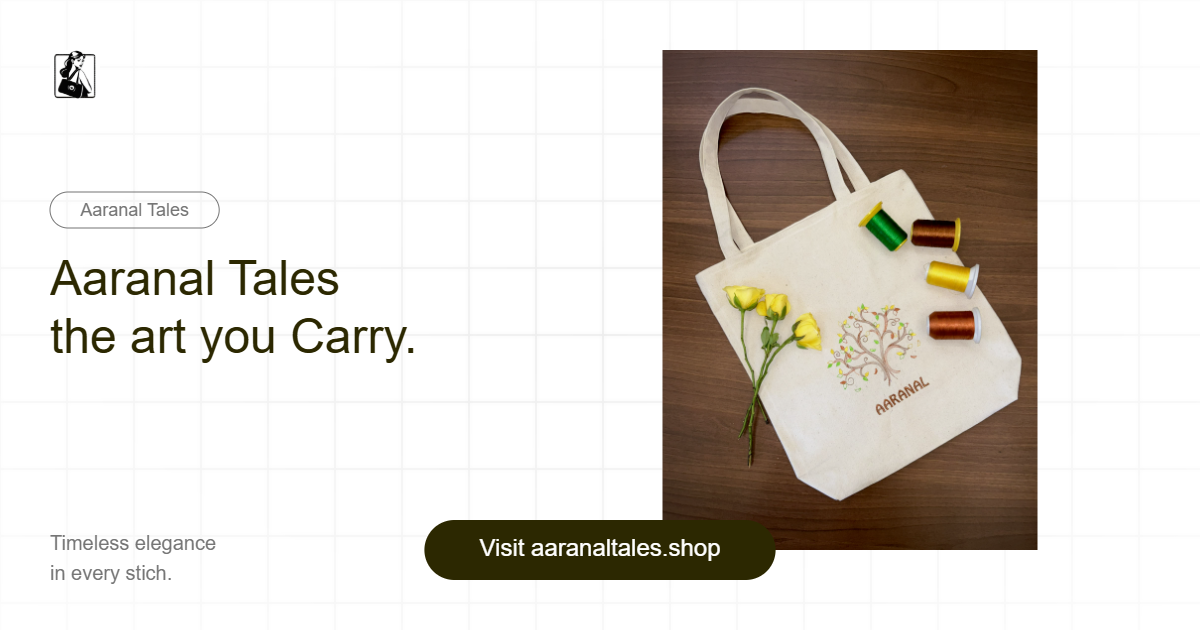 Aaranal Tales
Aaranal Tales
the art you Carry.
AARANAL
Timeless elegance
in every stich.
Visit aaranaltales.shop